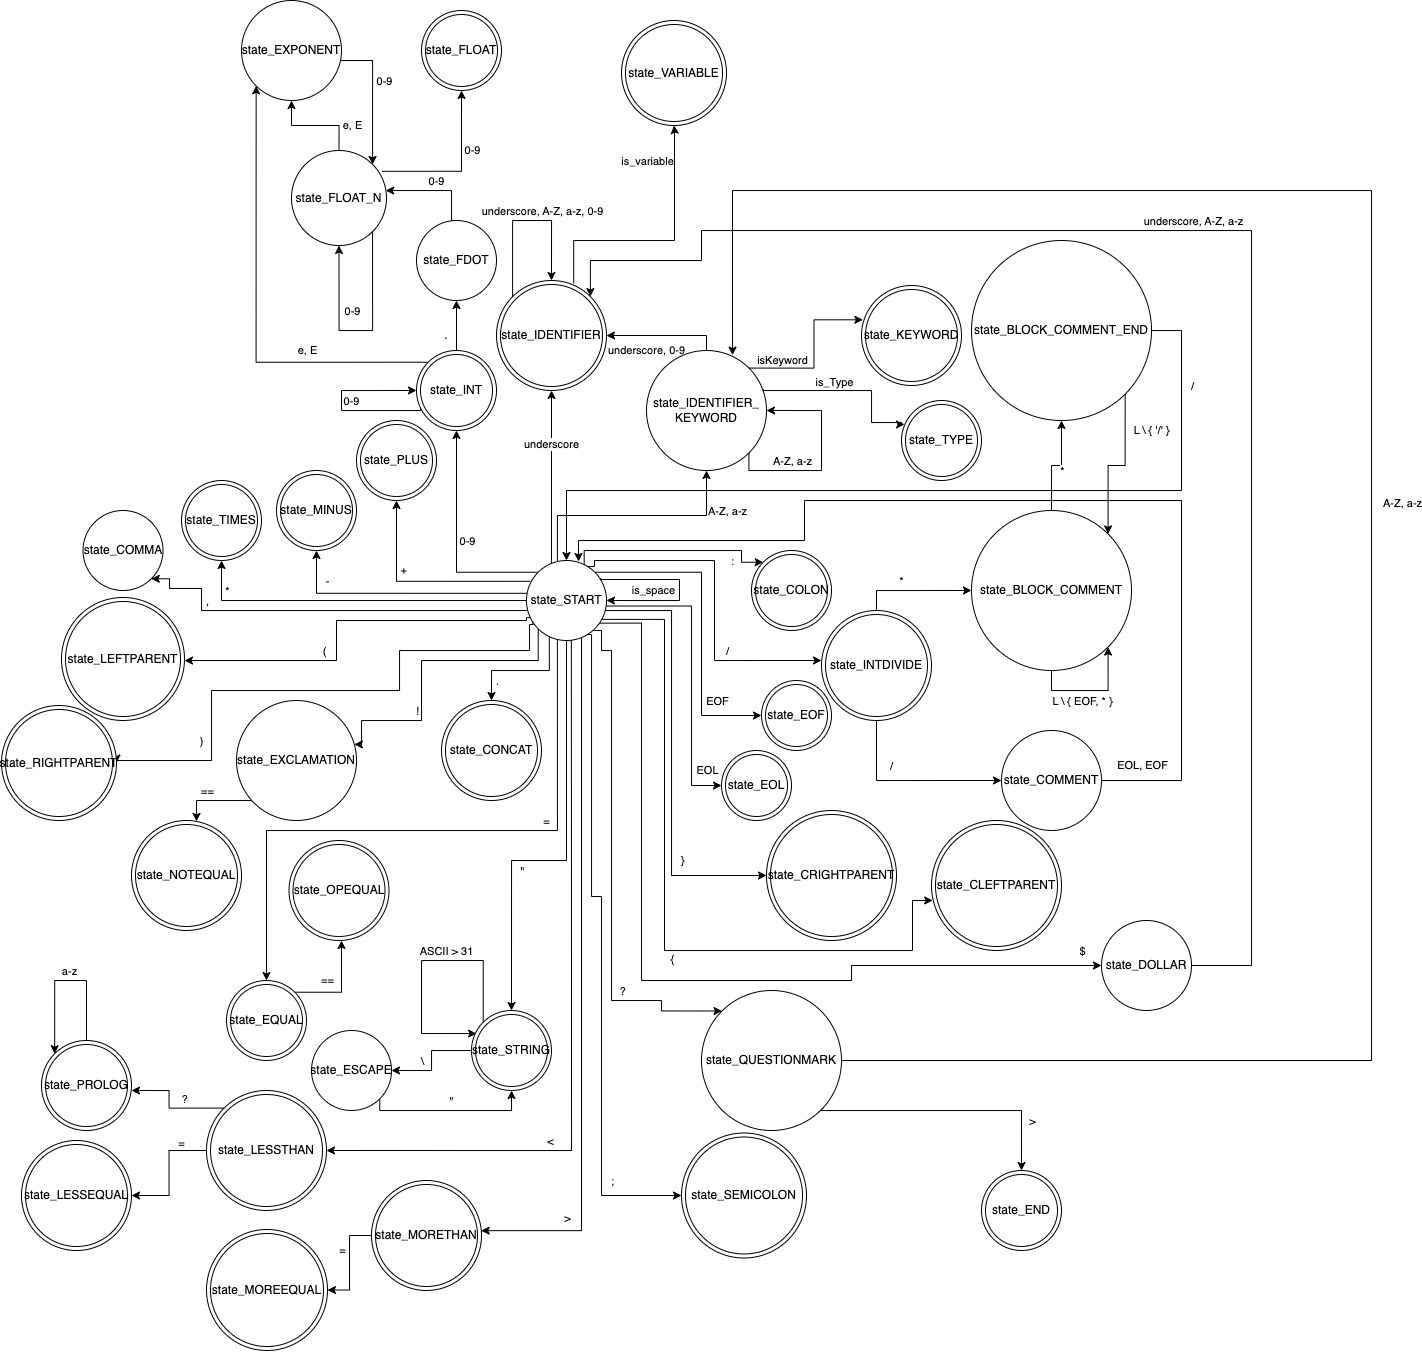 state_EXPONENT
state_FLOAT
state_VARIABLE
0-9
e, E
0-9
is_variable
0-9
state_FLOAT_N
underscore, A-Z, a-z, 0-9
underscore, A-Z, a-z
state_FDOT
0-9
.
state_IDENTIFIER
state_KEYWORD
state_BLOCK_COMMENT_END
e, E
underscore, 0-9
isKeyword
state_INT
is_Type
/
0-9
state_IDENTIFIER_
KEYWORD
L \ { '/' }
underscore
state_TYPE
state_PLUS
A-Z, a-z
*
state_MINUS
A-Z, a-z
A-Z, a-z
state_TIMES
0-9
state_COMMA
+
-
*
,
:
is_space
state_START
state_COLON
*
state_BLOCK_COMMENT
(
/
state_LEFTPARENT
state_INTDIVIDE
.
EOF
L \ { EOF, * }
!
state_EOF
)
state_RIGHTPARENT
state_EXCLAMATION
state_CONCAT
EOL
state_EOL
/
state_COMMENT
EOL, EOF
==
=
}
"
state_NOTEQUAL
state_OPEQUAL
state_CRIGHTPARENT
state_CLEFTPARENT
ASCII > 31
{
$
a-z
==
state_DOLLAR
?
state_EQUAL
state_STRING
\
state_ESCAPE
state_QUESTIONMARK
state_PROLOG
?
"
>
=
<
state_LESSTHAN
;
state_LESSEQUAL
state_SEMICOLON
state_END
>
state_MORETHAN
=
state_MOREEQUAL